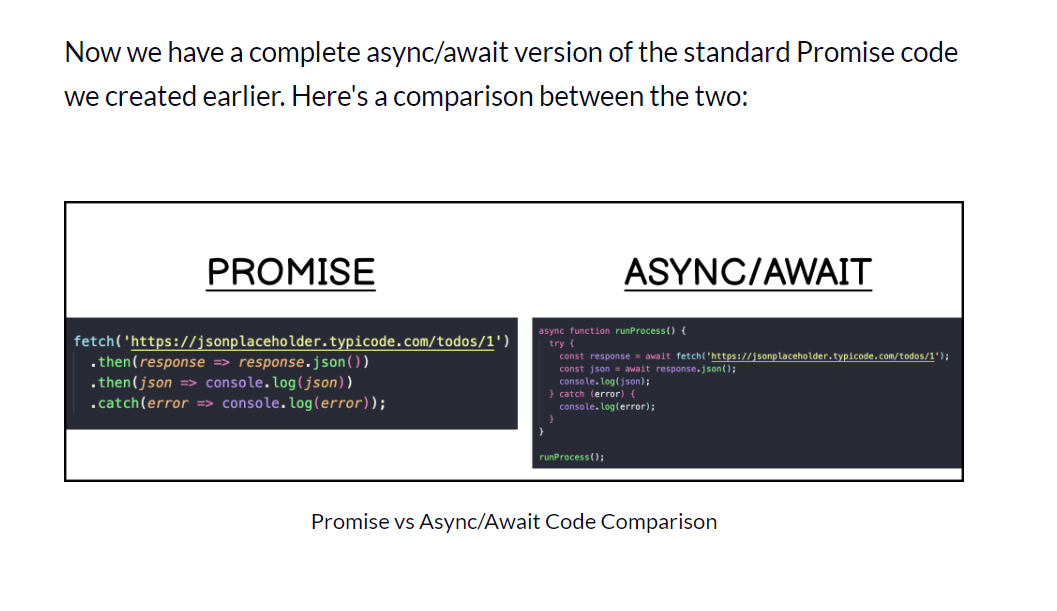 Now we have a complete async/await version of the standard Promise code
we created earlier. Here's a comparison between the two:
PROMISE
fetch('https://jsonplaceholder.typicode.com/todos/1')
.then(response => response.json())
.then(json => console.log(json))
.catch(error => console.log(error));
ASYNC/AWAIT
async function runProcess() {
try {
const response = await fetch('https://jsonplaceholder.typicode.com/todos/1');
const json = await response.json();
console.log(json);
} catch (error) {
console.log(error);
}
}
runProcess();
Promise vs Async/Await Code Comparison